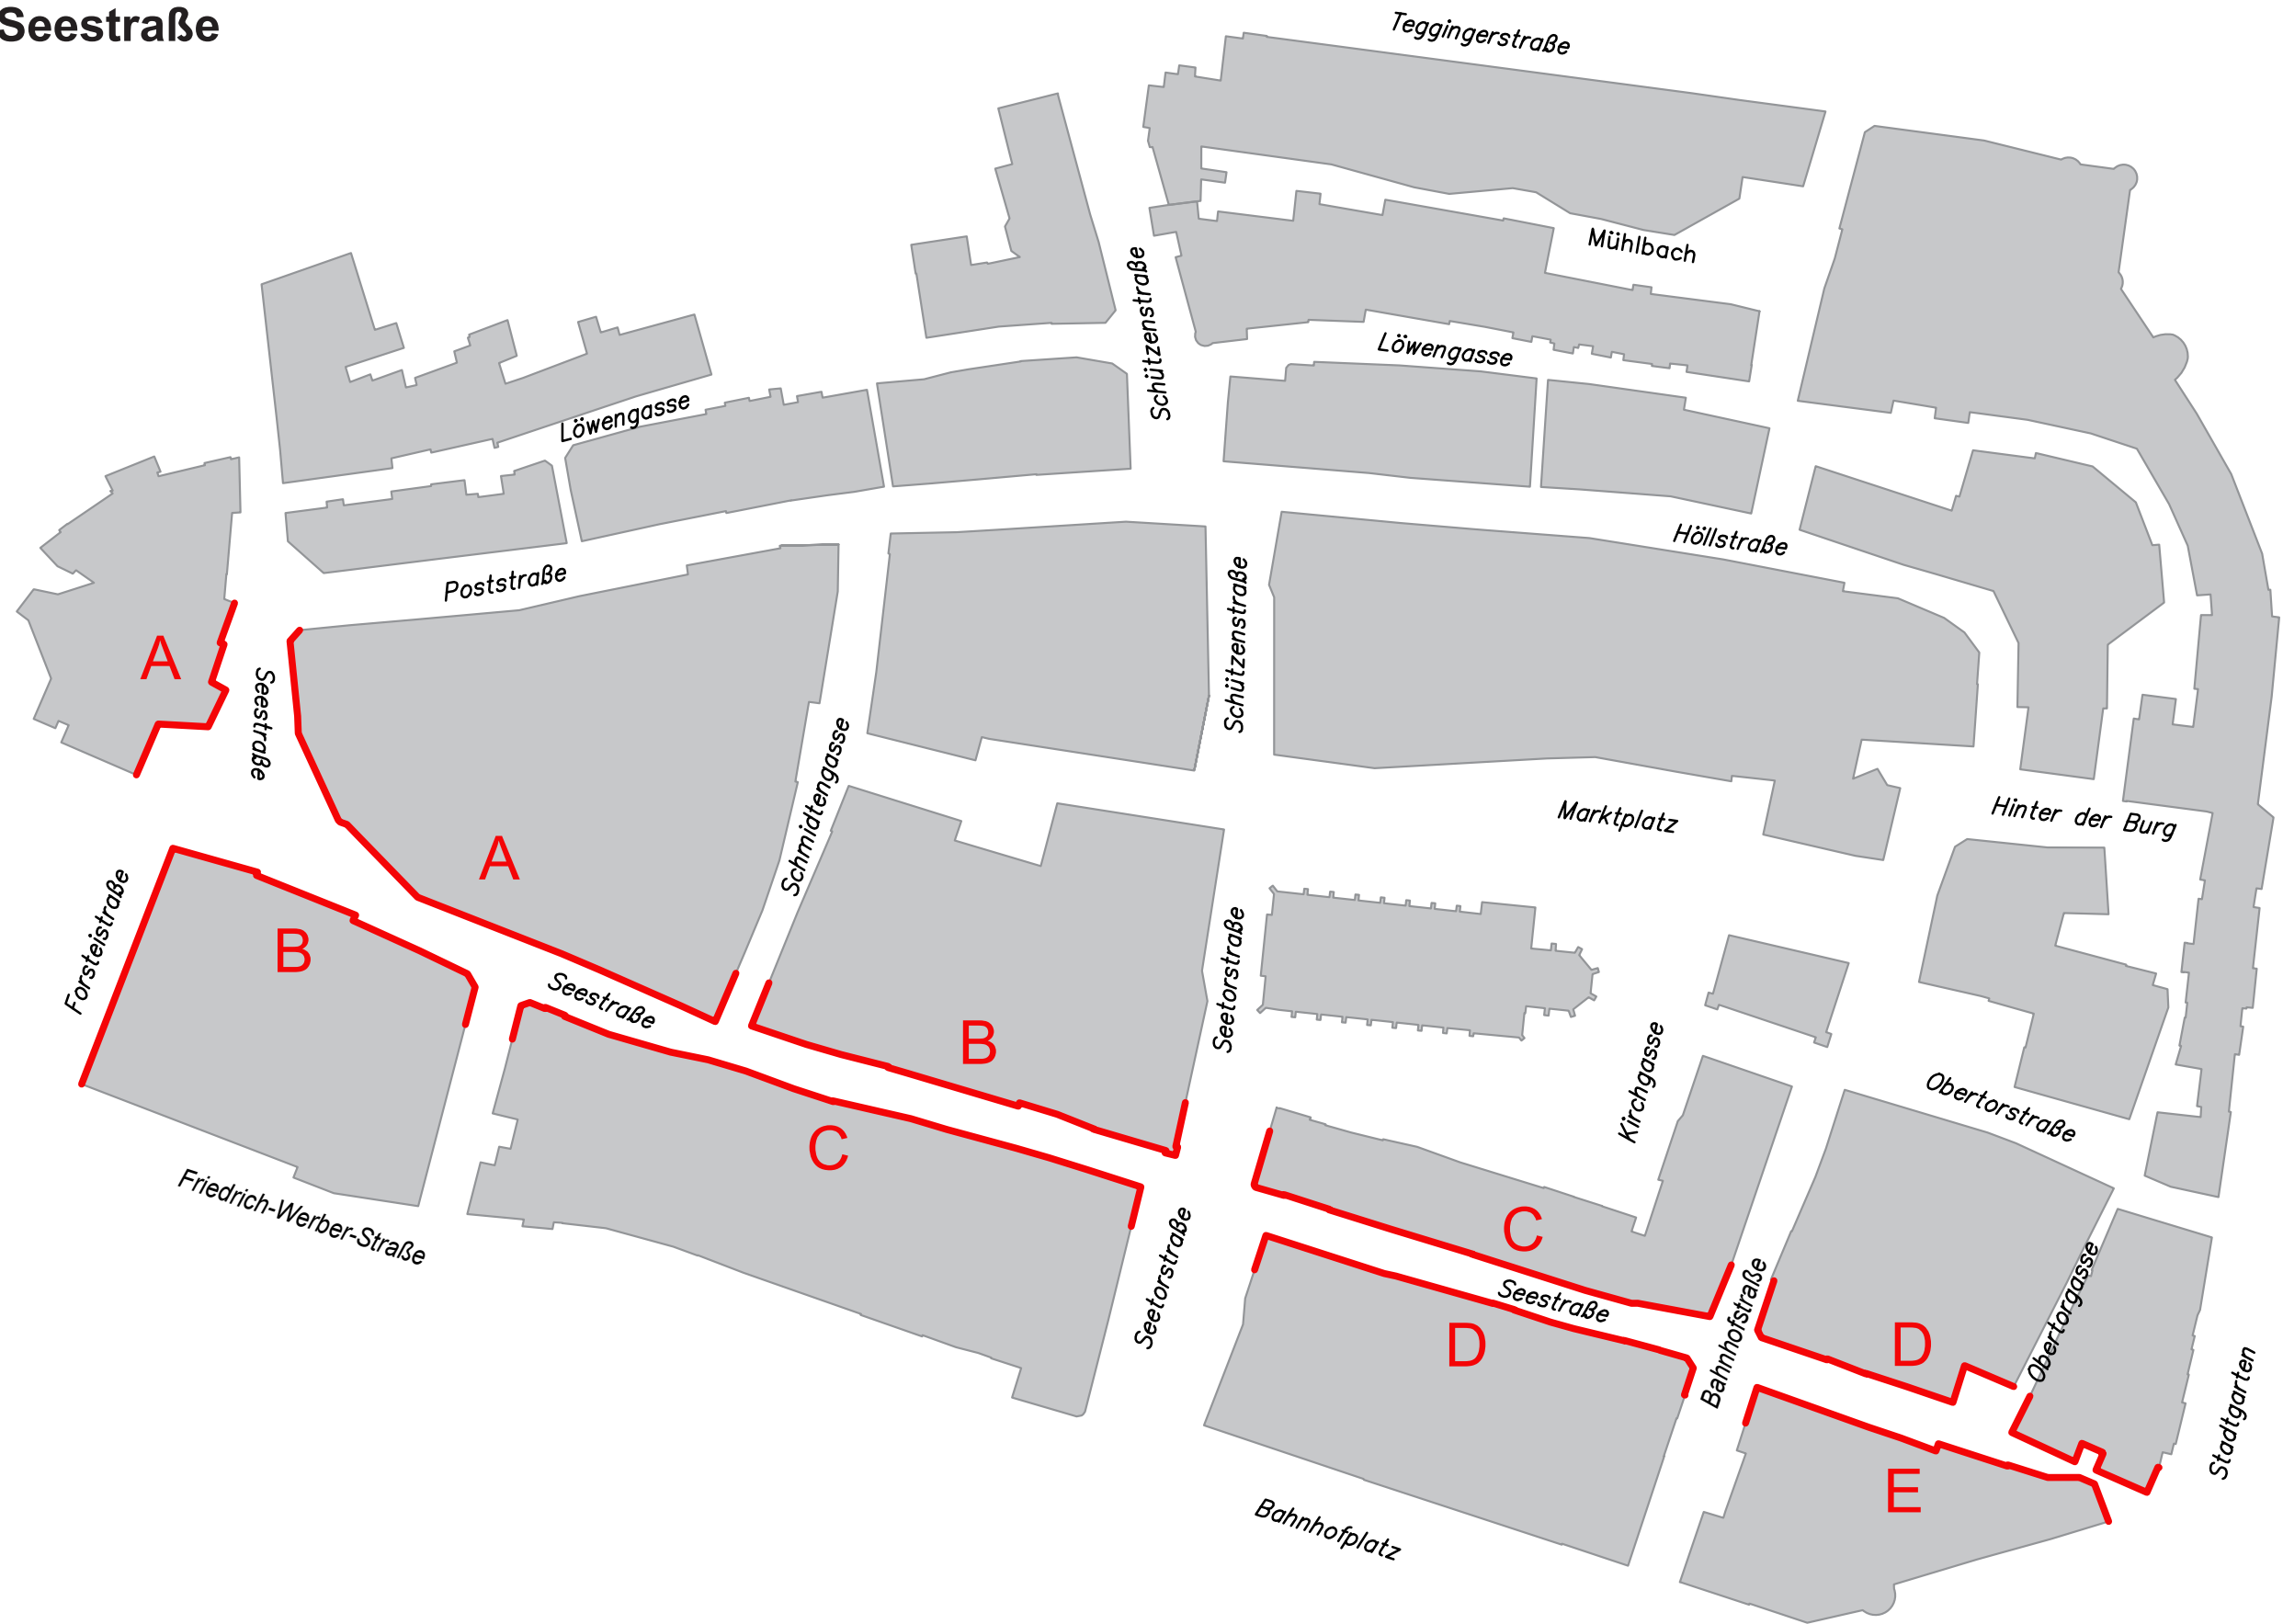 Seestraße
Teggingerstraße
Mühlbach
Schützenstraße
Löwengasse
Löwengasse
Höllstraße
Poststraße
Schützenstraße
A
Seestraße
Schmidtengasse
Marktplatz
Hinter der Burg
A
Forsteistraße
B
Seestraße
Seetorstraße
B
Kirchgasse
Obertorstraße
C
Friedrich-Werber-Straße
Seetorstraße
C
Seestraße
Bahnhofstraße
Obertorgasse
D
D
Stadtgarten
E
Bahnhofplatz